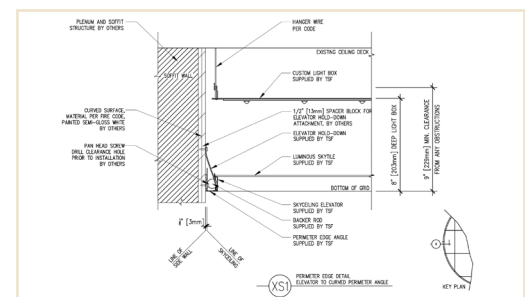 PLENUM AND SOFFIT
STRUCTURE BY OTHERS
HANGER WIRE
PER CODE
EXISTING CEILING DECK
SOFFIT WALL
CUSTOM LIGHT BOX
SUPPLIED BY TSF
CURVED SURFACE,
MATERIAL PER FIRE CODE,
PAINTED SEMI-GLOSS WHITE
BY OTHERS
1/2" [13mm] SPACER BLOCK FOR
ELEVATOR HOLD-DOWN
ATTACHMENT, BY OTHERS
ELEVATOR HOLD-DOWN
SUPPLIED BY TSF
PAN HEAD SCREW
DRILL CLEARANCE HOLE
PRIOR TO INSTALLATION
BY OTHERS
LUMINOUS SKYTILE
SUPPLIED BY TSF
BOTTOM OF GRID
8" [203mm] DEEP LIGHT BOX
9" [229mm] MIN. CLEARANCE
FROM ANY OBSTRUCTIONS
SKYCEILING ELEVATOR
SUPPLIED BY TSF
BACKER ROD
SUPPLIED BY TSF
PERIMETER EDGE ANGLE
SUPPLIED BY TSF
[3mm]
LINE OF
SIDE WALL
LINE OF
SKYCEILING
XS1
PERIMETER EDGE DETAIL
ELEVATOR TO CURVED PERIMETER ANGLE
KEY PLAN